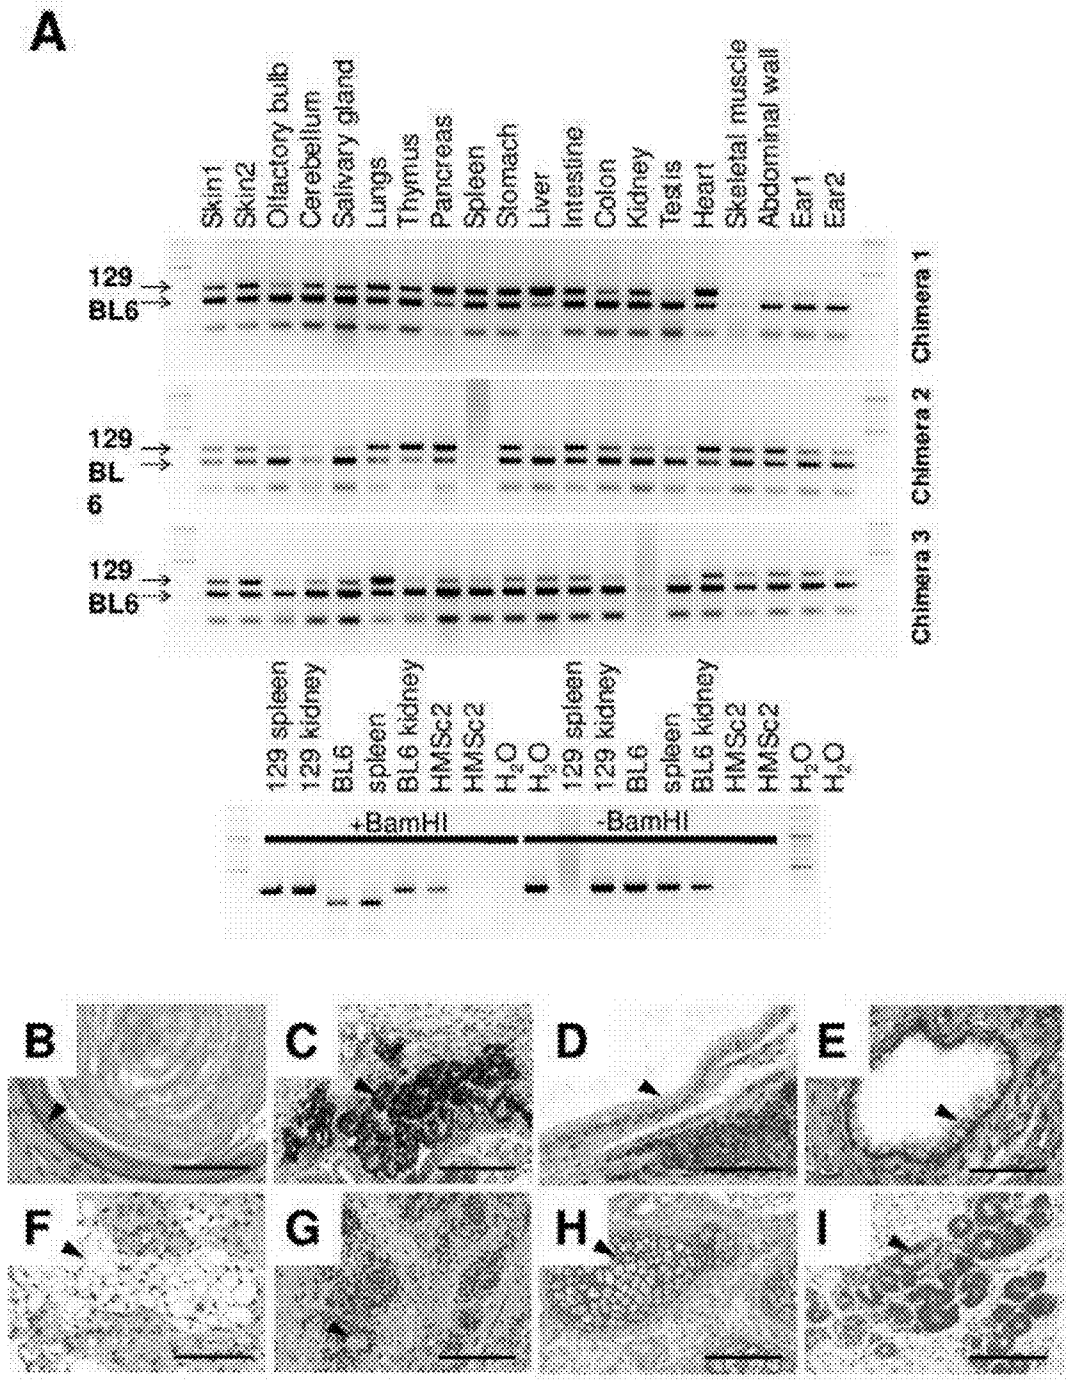 A
Skin1
Skin2
Olfactory bulb
Cerebellum
Salivary gland
Lungs
Thymus
Pancreas
Spleen
Stomach
Liver
Intestine
Colon
Kidney
Testis
Heart
Skeletal muscle
Abdominal wall
Ear1
Ear2
129
BL6
Chimera 1
129
BL
6
Chimera 2
129
BL6
Chimera 3
129 spleen
129 kidney
BL6
spleen
BL6 kidney
HMSc2
HMSc2
H₂O
H₂O
129 spleen
129 kidney
BL6
spleen
BL6 kidney
HMSc2
HMSc2
H₂O
H₂O
+BamHI
-BamHI
B
C
D
E
F
G
H
I